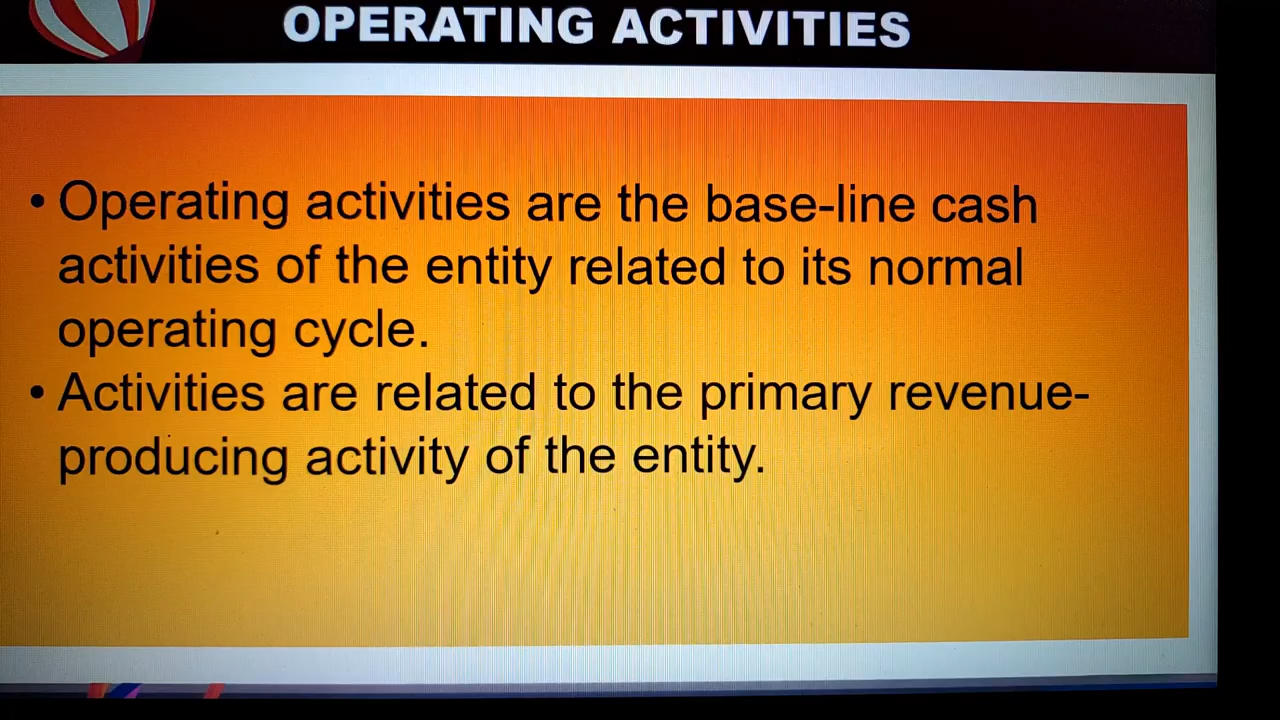 OPERATING ACTIVITIES
• Operating activities are the base-line cash
activities of the entity related to its normal
operating cycle.
• Activities are related to the primary revenue-
producing activity of the entity.